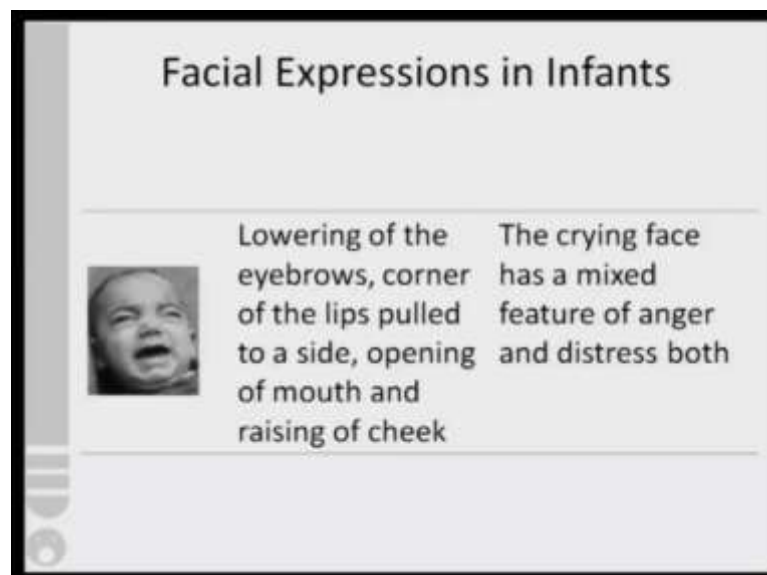 Facial Expressions in Infants
Lowering of the
eyebrows, corner
of the lips pulled
to a side, opening
of mouth and
raising of cheek
The crying face
has a mixed
feature of anger
and distress both